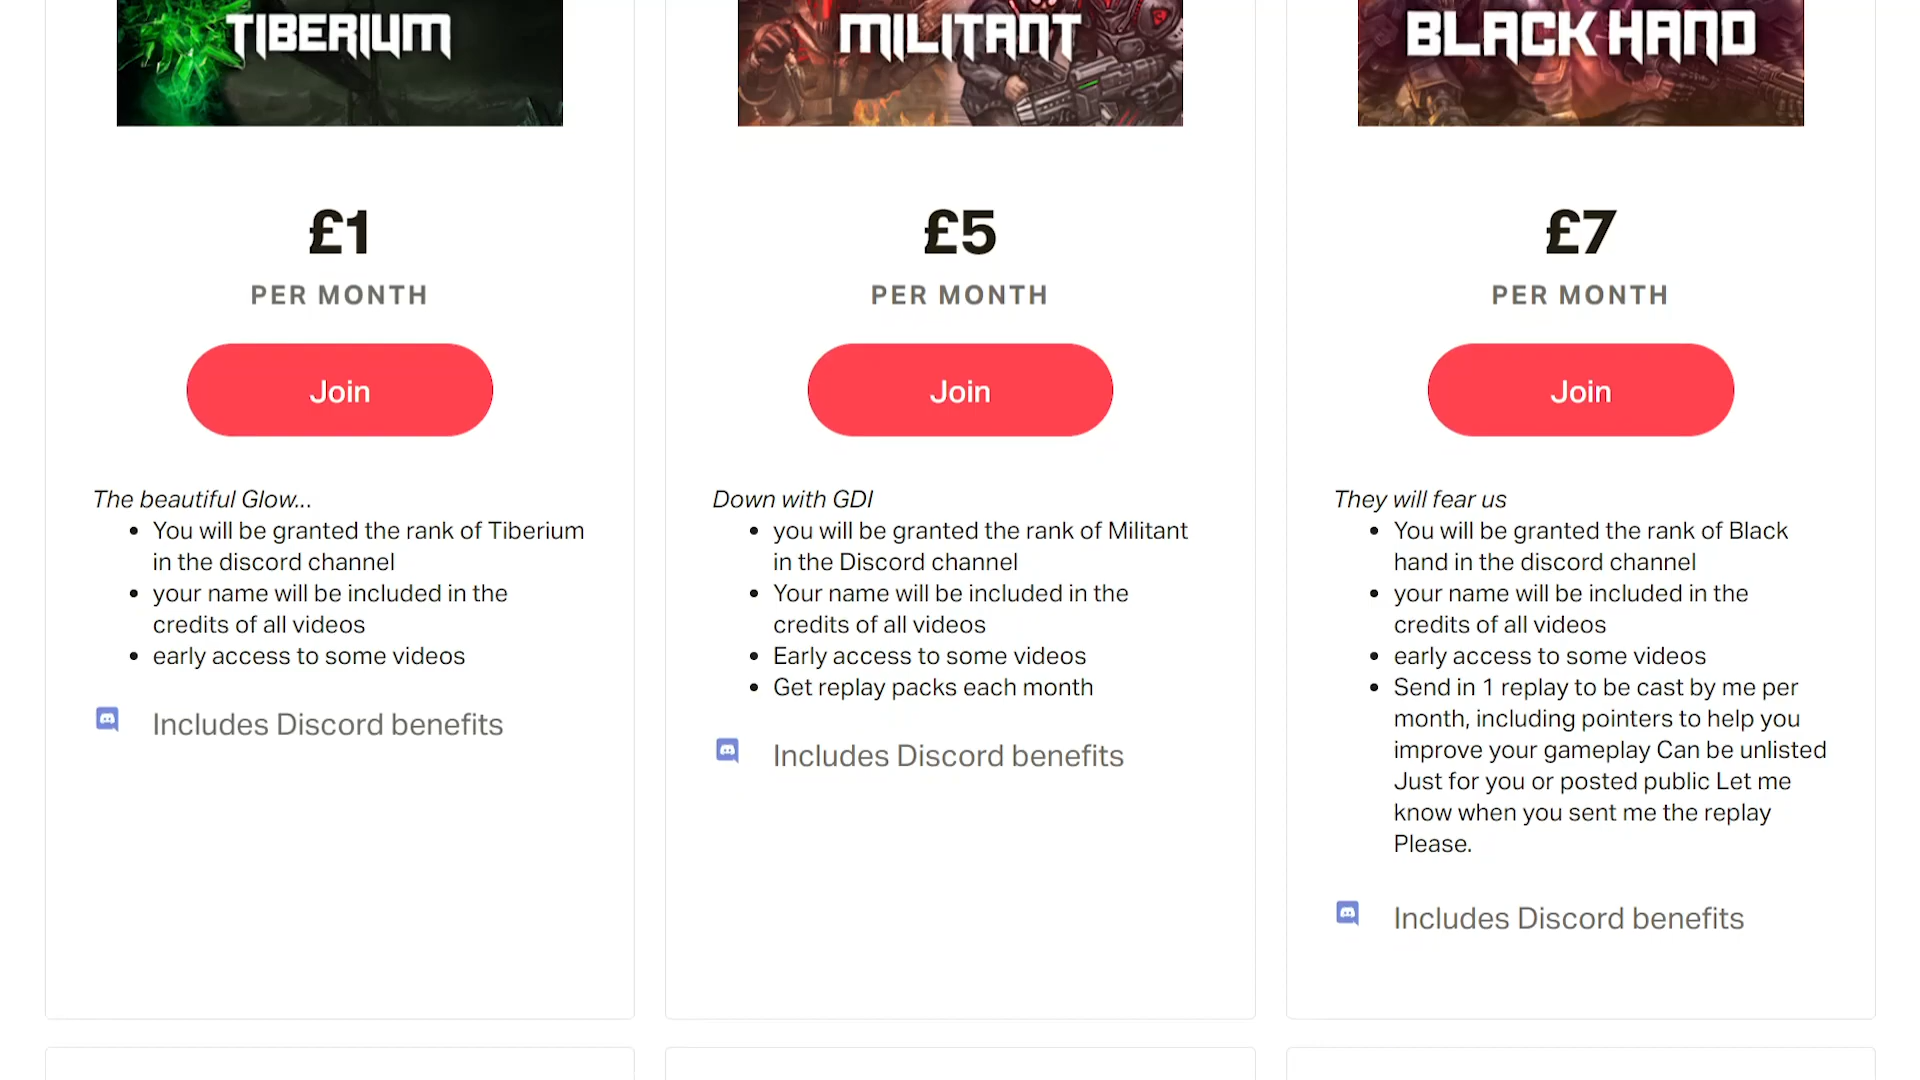 TIBERIUM
£1
PER MONTH
Join
The beautiful Glow...
• You will be granted the rank of Tiberium
in the discord channel
• your name will be included in the
credits of all videos
• early access to some videos
Includes Discord benefits
MILITANT
£5
PER MONTH
Join
Down with GDI
• you will be granted the rank of Militant
in the Discord channel
• Your name will be included in the
credits of all videos
• Early access to some videos
• Get replay packs each month
Includes Discord benefits
BLACK HAND
£7
PER MONTH
Join
They will fear us
• You will be granted the rank of Black
hand in the discord channel
• your name will be included in the
credits of all videos
• early access to some videos
• Send in 1 replay to be cast by me per
month, including pointers to help you
improve your gameplay Can be unlisted
Just for you or posted public Let me
know when you sent me the replay
Please.
Includes Discord benefits